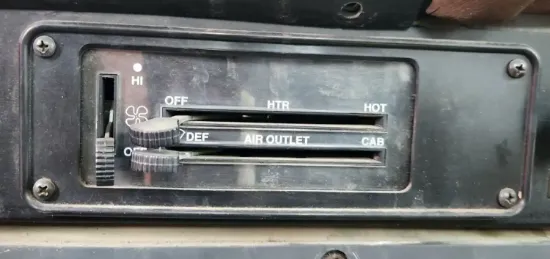 HI
OFF HTR HOT
DEF AIR OUTLET CAB